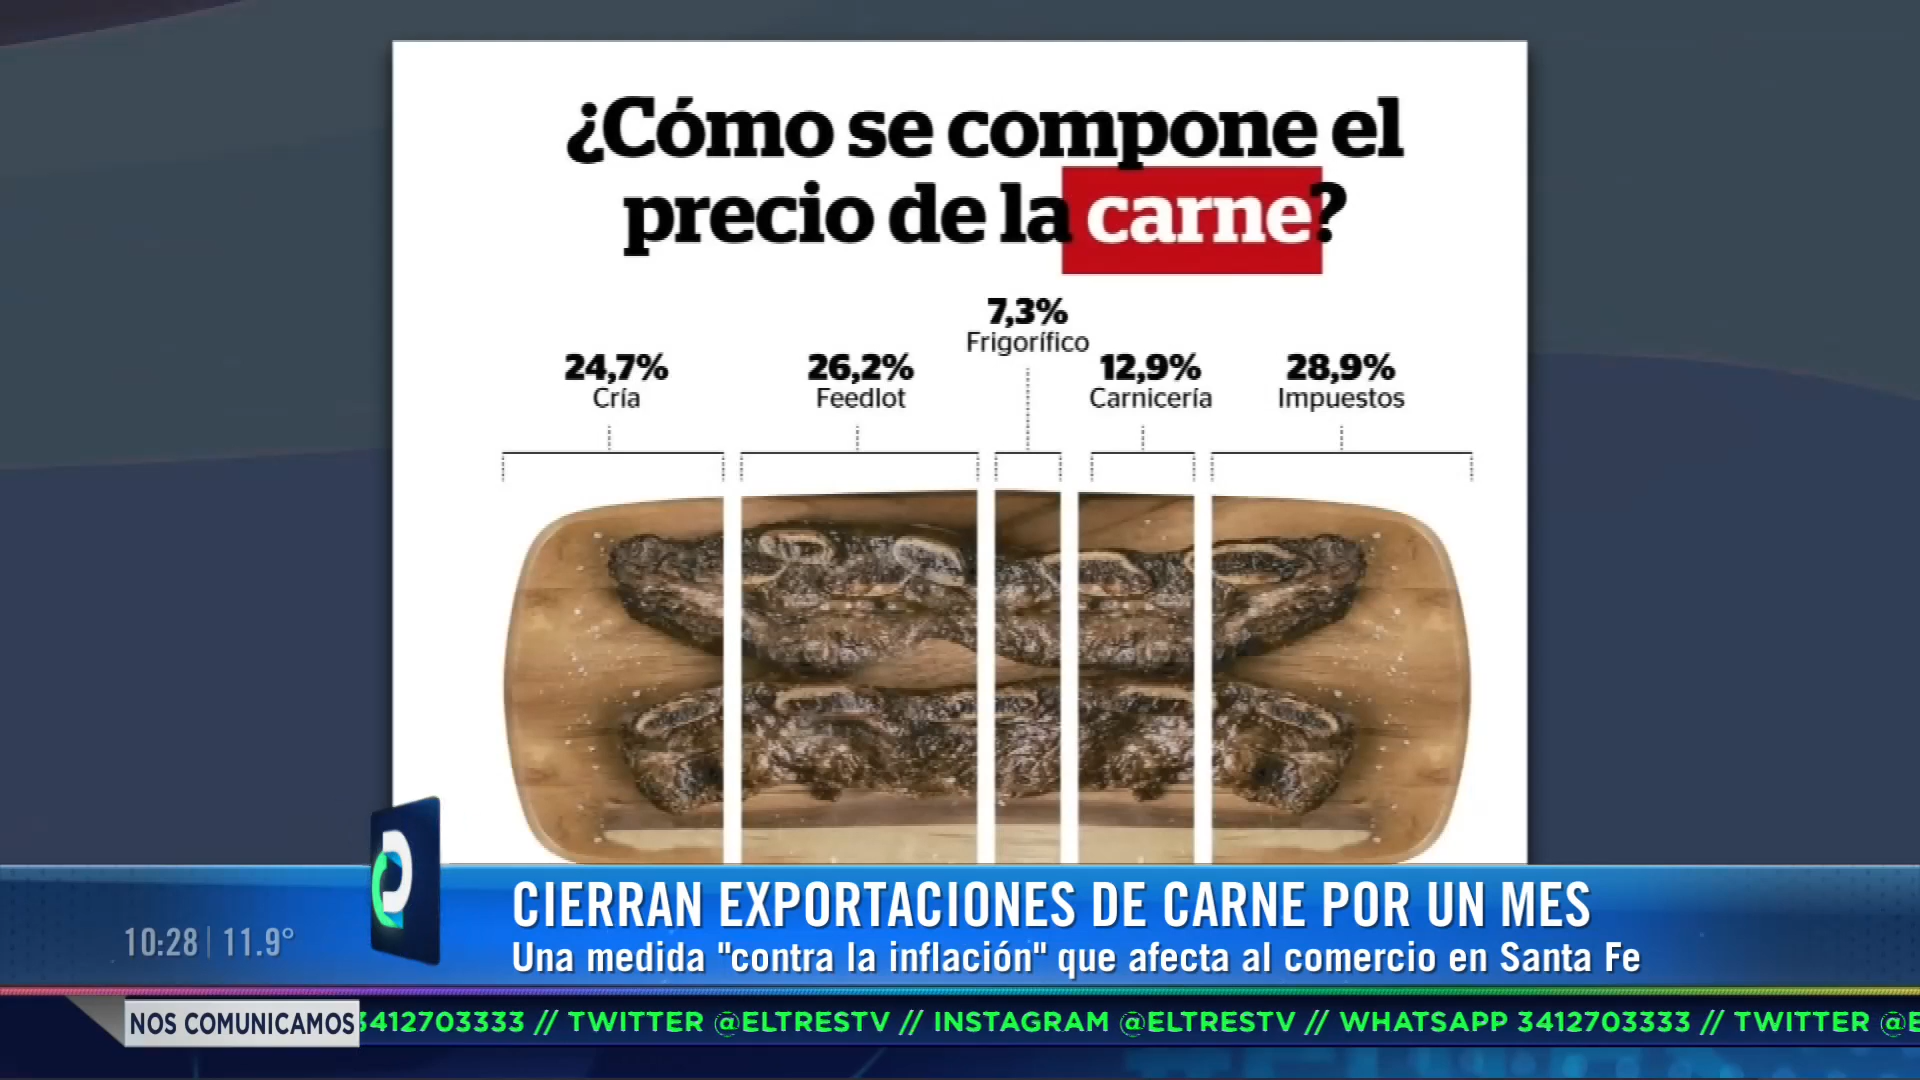 ¿Cómo se compone el
precio de la carne?
7,3%
Frigorífico
24,7%
Cría
26,2%
Feedlot
12,9%
Carnicería
28,9%
Impuestos
CIERRAN EXPORTACIONES DE CARNE POR UN MES
10:28 | 11.9°
Una medida "contra la inflación" que afecta al comercio en Santa Fe
NOS COMUNICAMOS 3412703333 // TWITTER @ELTRESTV // INSTAGRAM @ELTRESTV // WHATSAPP 3412703333 // TWITTER @E